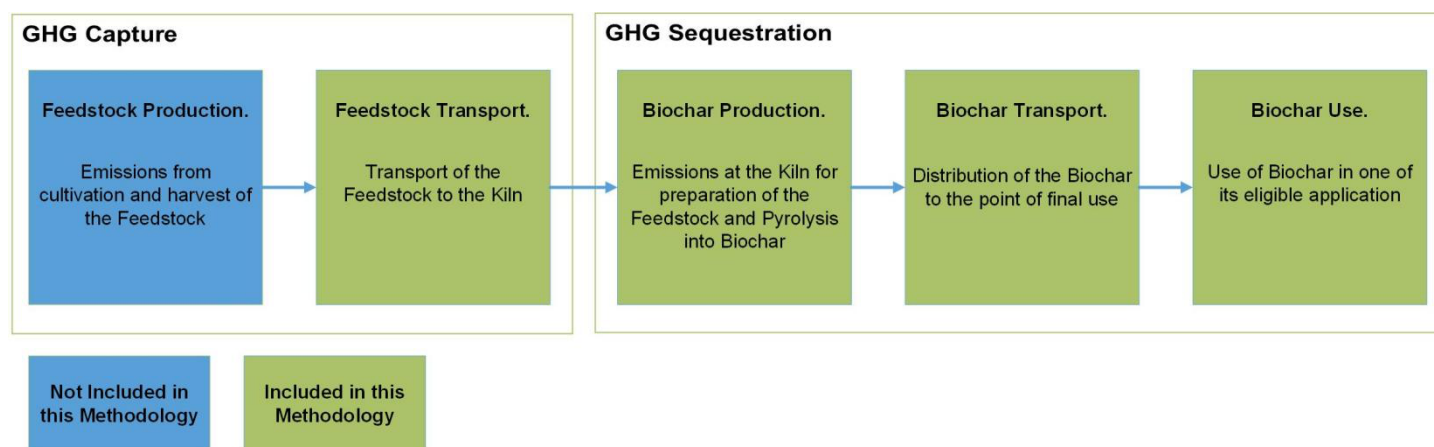 GHG Capture
Feedstock Production.
Emissions from
cultivation and harvest of
the Feedstock
Feedstock Transport.
Transport of the
Feedstock to the Kiln
GHG Sequestration
Biochar Production.
Emissions at the Kiln for
preparation of the
Feedstock and Pyrolysis
into Biochar
Biochar Transport.
Distribution of the Biochar
to the point of final use
Biochar Use.
Use of Biochar in one of
its eligible application
Not Included in
this Methodology
Included in this
Methodology